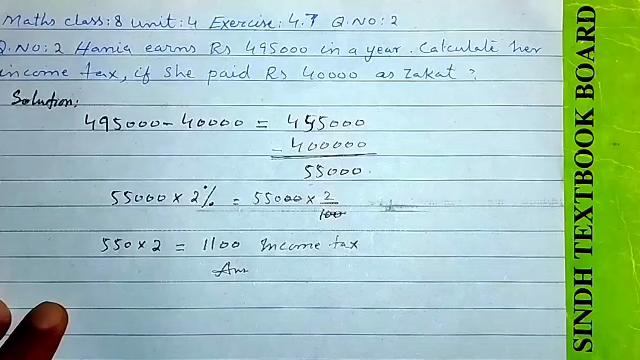 Maths class: 8 Unit: 4 Exercise: 4.7 Q.NO: 2
Q.NO: 2 Hania earns Rs 495000 in a year. Calculate her
income tax, if she paid Rs 40000 as Zakat?
Solution:
495000 - 40000 = 455000
- 400000
55000.
55000 × 2% = 55000 × 2/100
550 × 2 = 1100 Income tax
Ans
SINDH TEXTBOOK BOARD